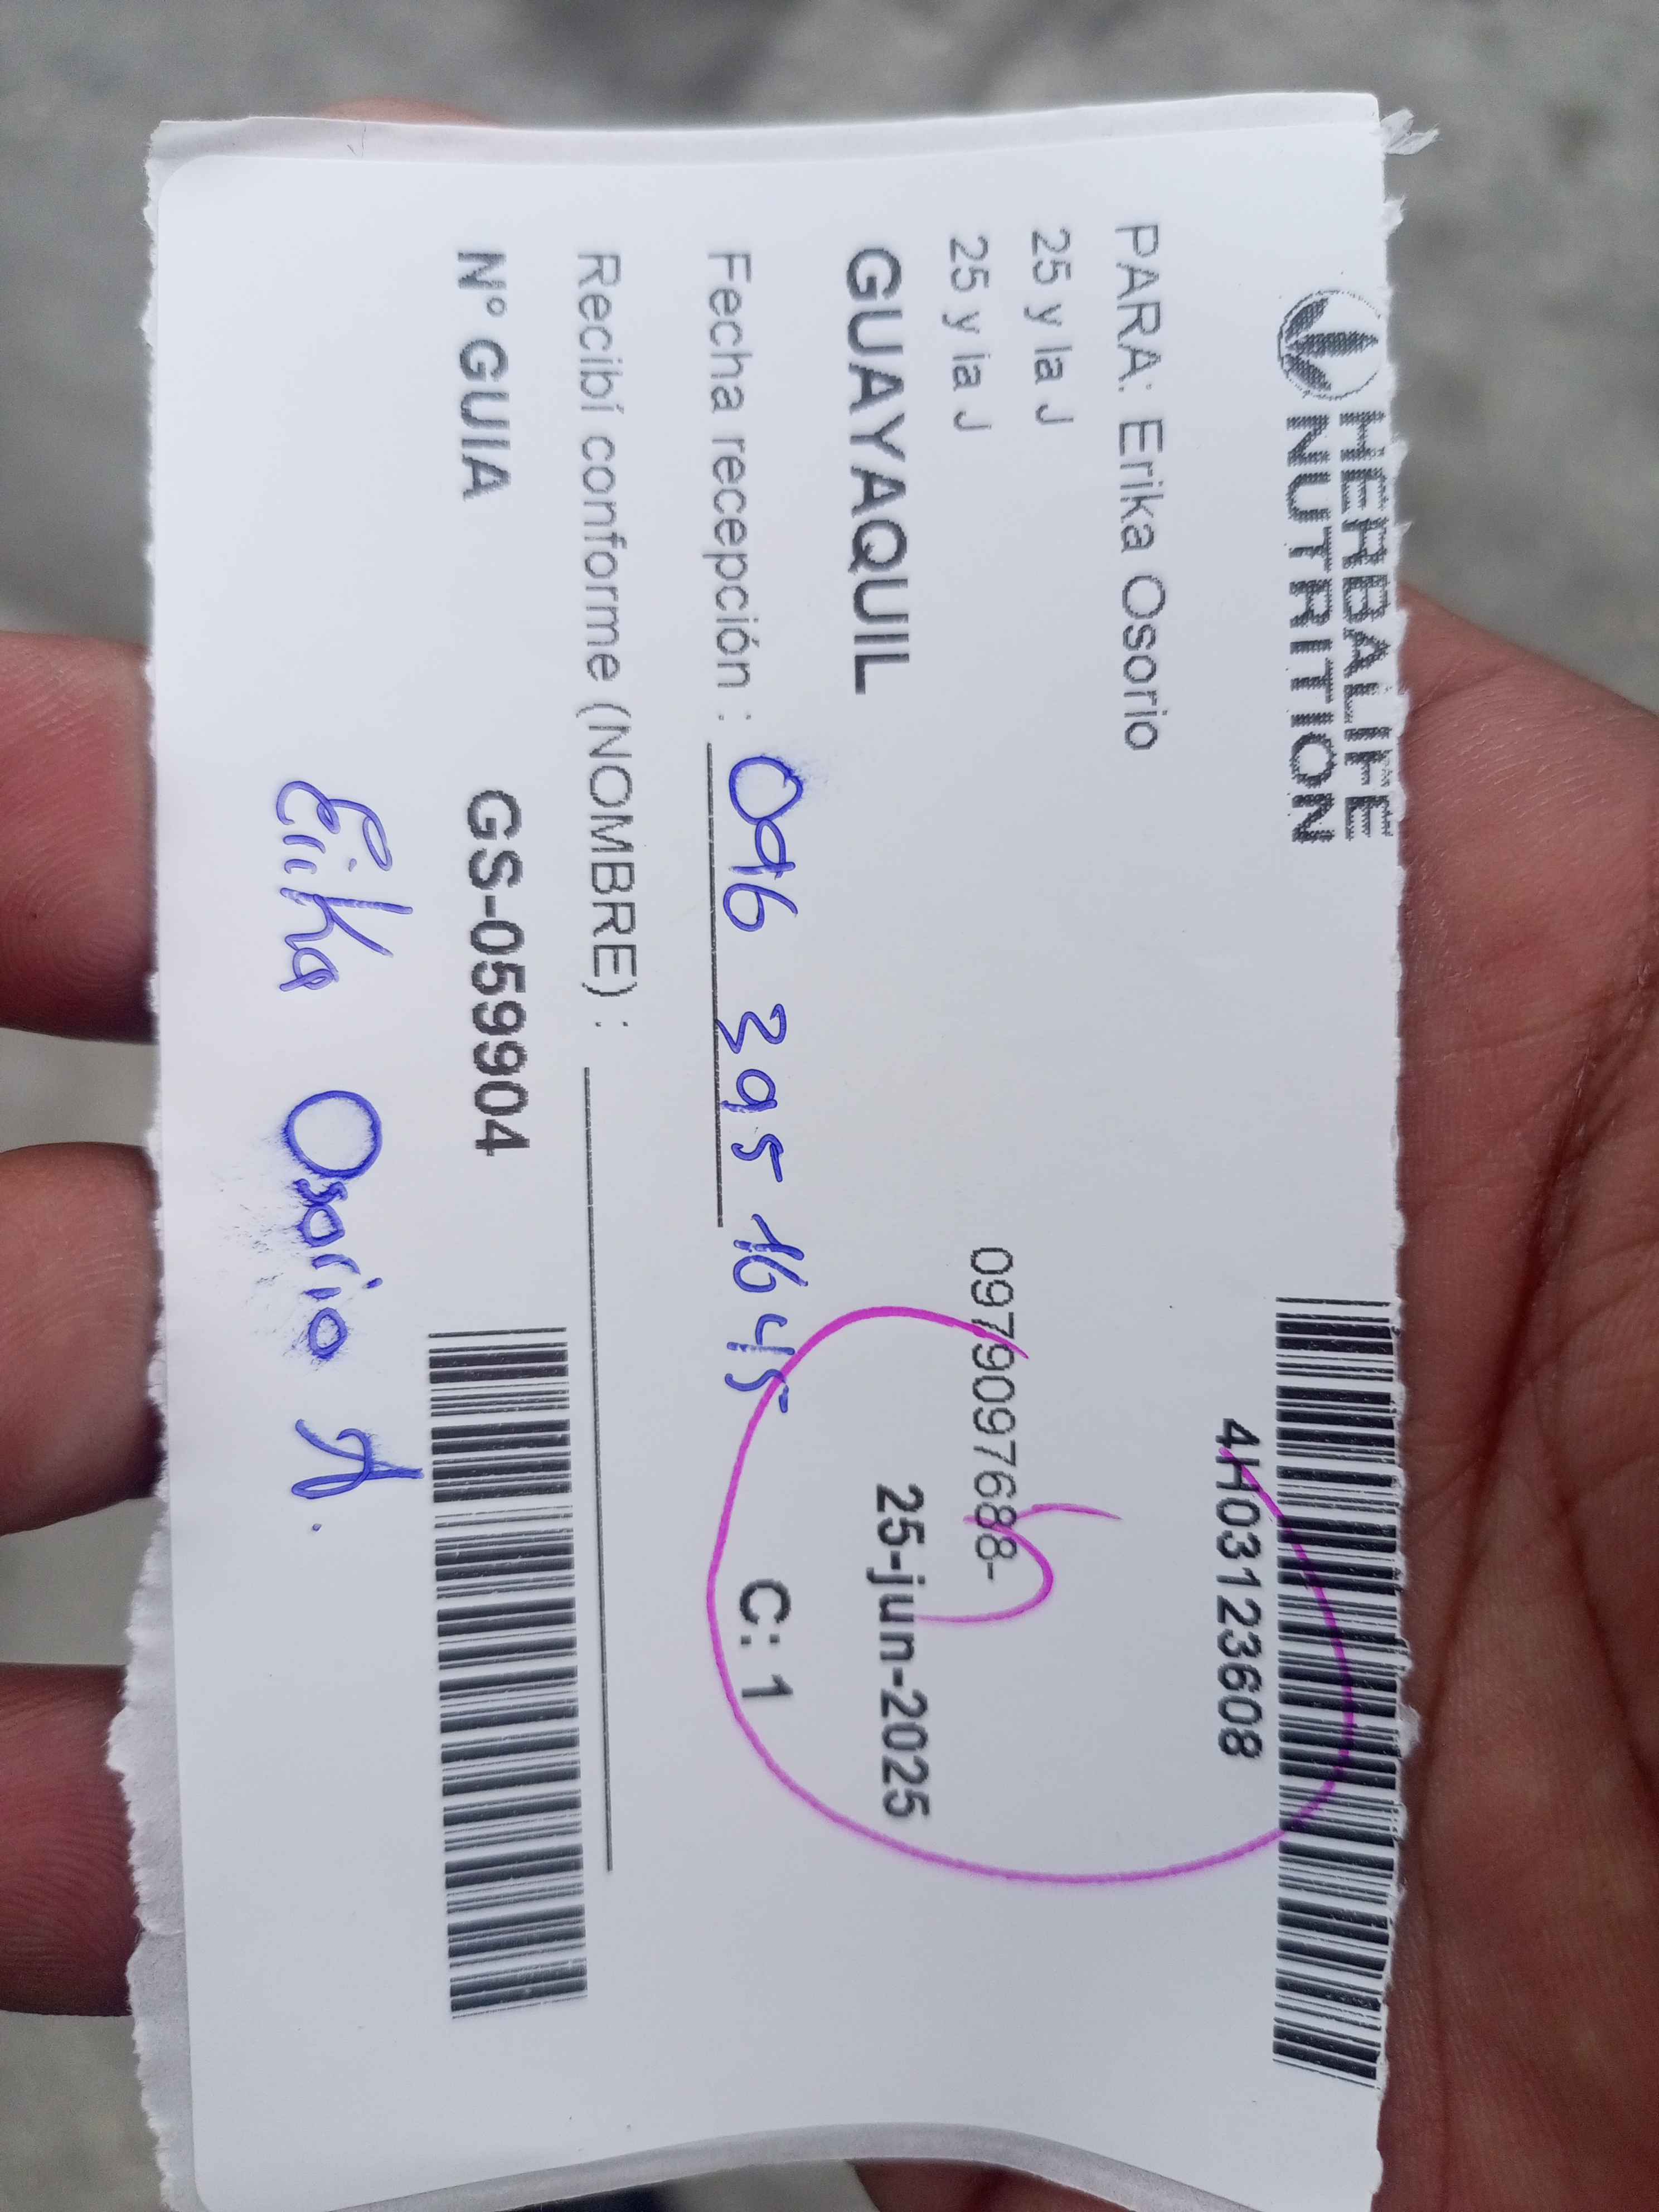 HERBALIFE
NUTRITION
4H03123608
PARA: Erika Osorio
25 y la J
25 y la J
0979097688-
GUAYAQUIL
25-jun-2025
Fecha recepción : 096 395 1645
C: 1
Recibí conforme (NOMBRE) :
N° GUIA GS-059904
Erika Osorio A.